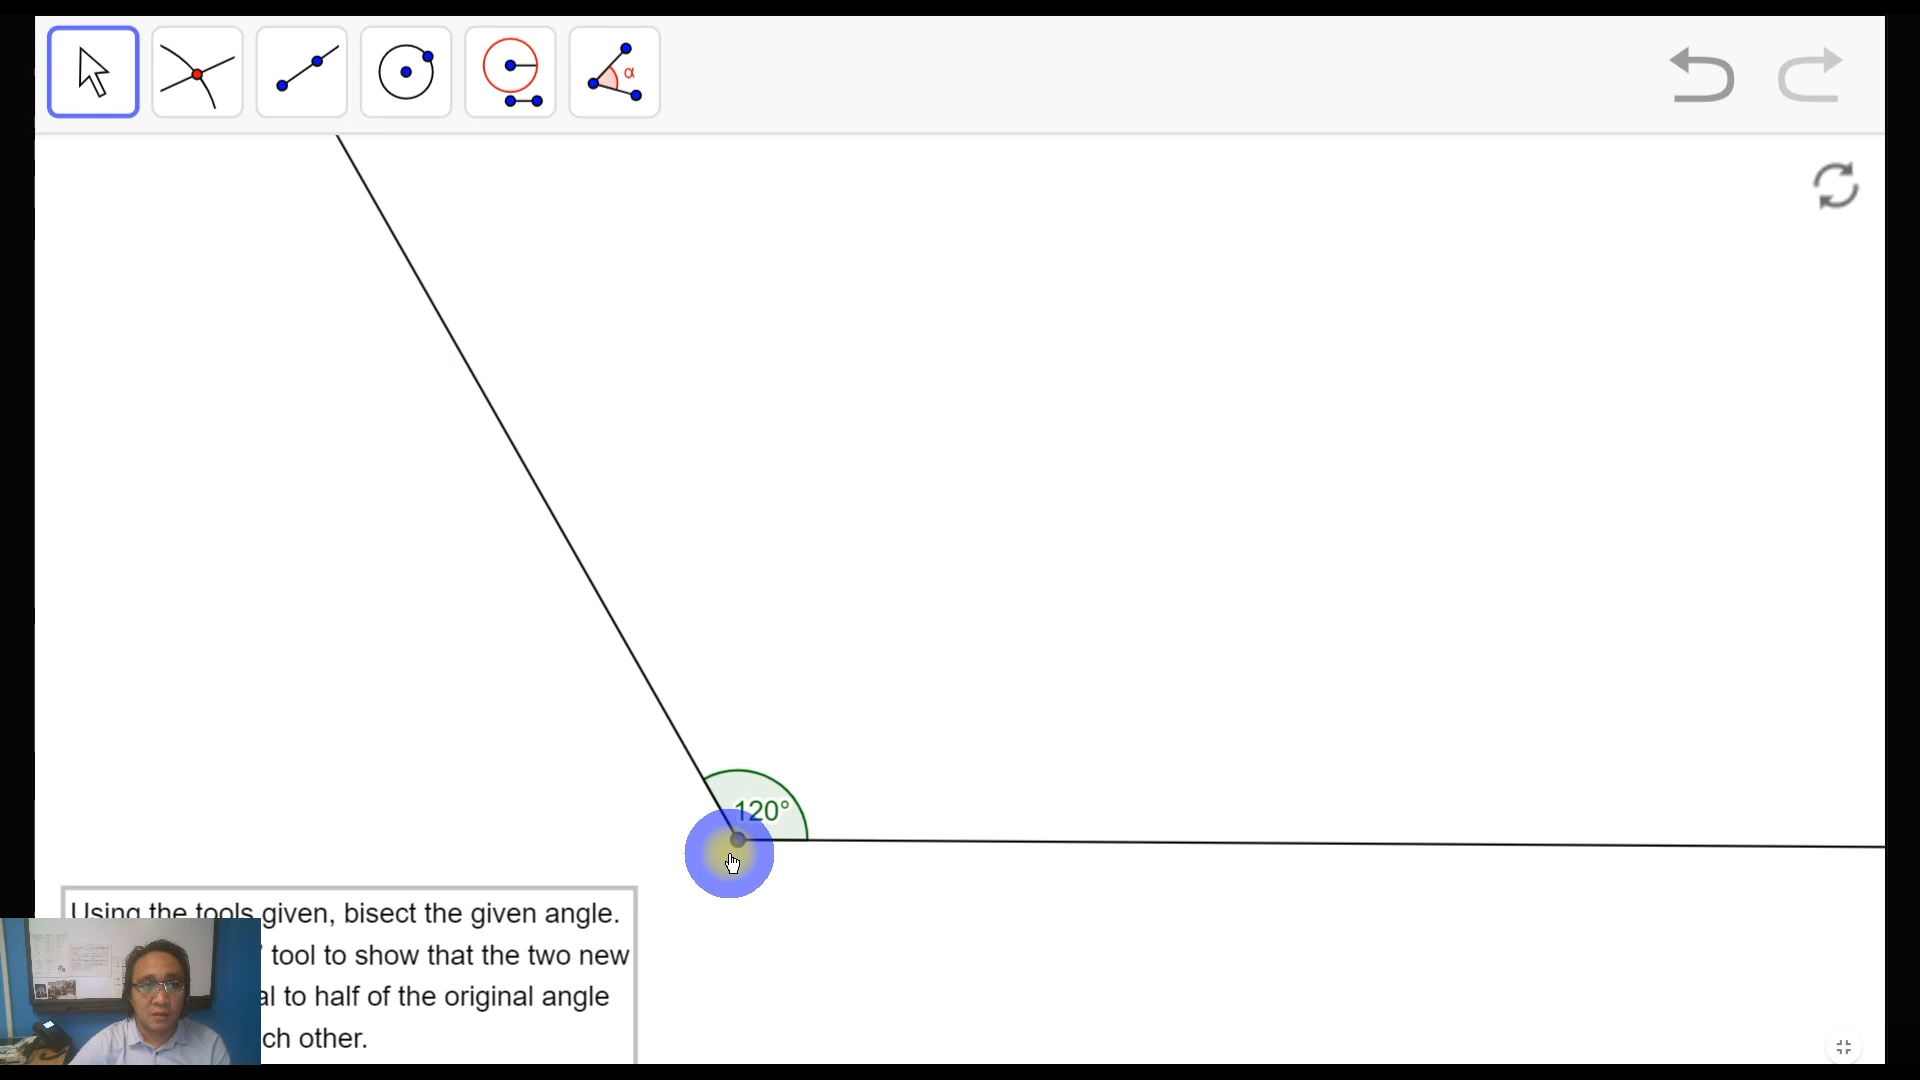 α
120°
Using the tools given, bisect the given angle.
tool to show that the two new
al to half of the original angle
ch other.